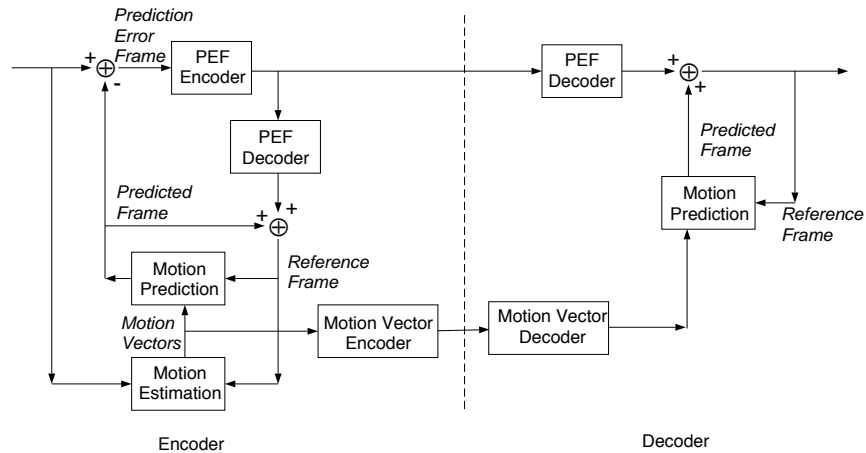 Prediction
Error
Frame
+
-
PEF
Encoder
PEF
Decoder
Predicted
Frame
+
+
Motion
Prediction
Reference
Frame
Motion
Vectors
Motion
Estimation
Motion Vector
Encoder
Encoder
PEF
Decoder
+
+
Predicted
Frame
Motion
Prediction
Reference
Frame
Motion Vector
Decoder
Decoder